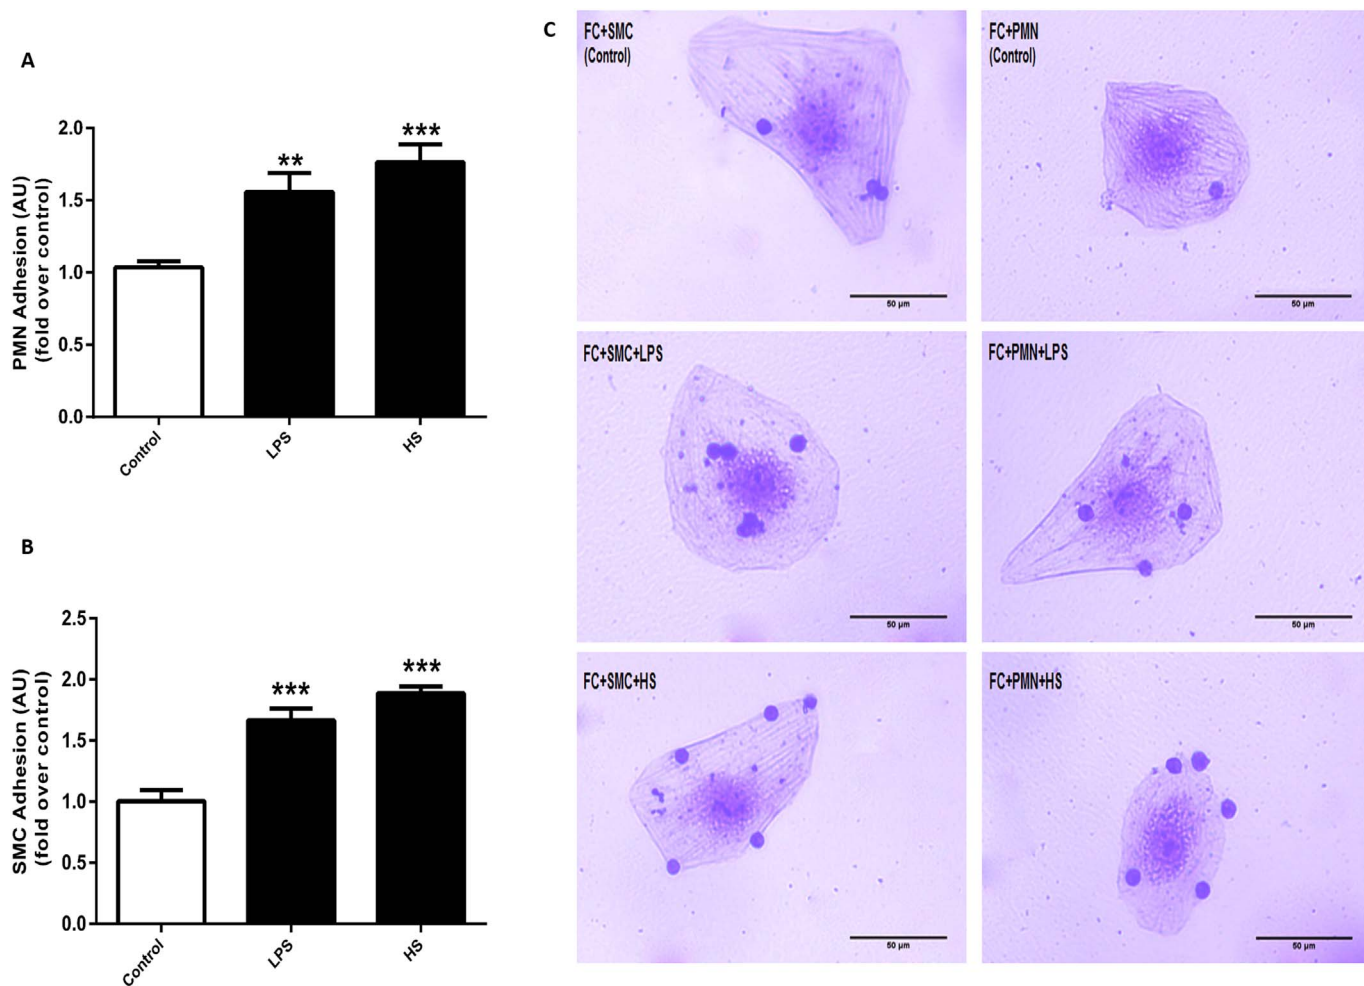 A
PMN Adhesion (AU)
(fold over control)
2.0
1.5
1.0
0.5
0.0
**
***
Control
LPS
HS
B
SMC Adhesion (AU)
(fold over control)
2.5
2.0
1.5
1.0
0.5
0.0
***
***
Control
LPS
HS
C
FC+SMC
(Control)
50 µm
FC+PMN
(Control)
50 µm
FC+SMC+LPS
50 µm
FC+PMN+LPS
50 µm
FC+SMC+HS
50 µm
FC+PMN+HS
50 µm